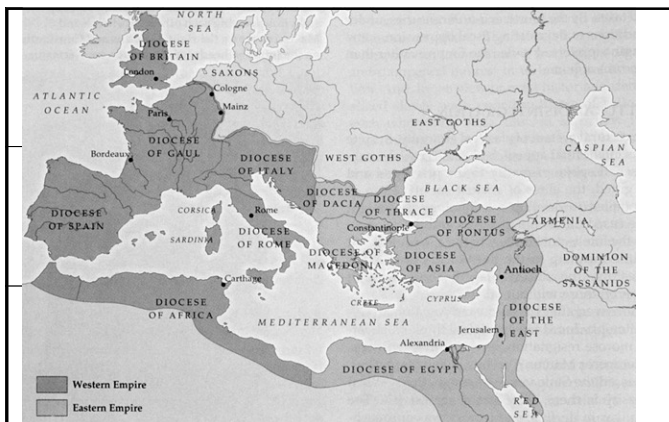 NORTH
SEA
DIOCESE
OF BRITAIN
London
SAXONS
Cologne
Mainz
ATLANTIC
OCEAN
Paris
DIOCESE
OF GAUL
Bordeaux
EAST GOTHS
WEST GOTHS
CASPIAN
SEA
DIOCESE
OF ITALY
BLACK SEA
DIOCESE
OF DACIA
DIOCESE
OF THRACE
Constantinople
DIOCESE OF
PONTUS
ARMENIA
DIOCESE
OF SPAIN
CORSICA
Rome
SARDINIA
DIOCESE
OF ROME
DIOCESE OF
MACEDONIA
DIOCESE
OF ASIA
DOMINION
OF THE
SASSANIDS
Antioch
Carthage
CRETE
CYPRUS
DIOCESE
OF AFRICA
MEDITERRANEAN SEA
DIOCESE
OF THE
EAST
Jerusalem
Alexandria
DIOCESE OF EGYPT
RED
SEA
Western Empire
Eastern Empire